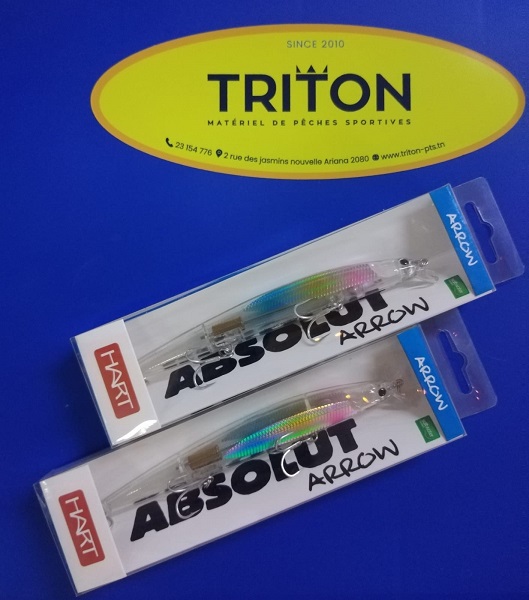 SINCE 2010
TRITON
MATÉRIEL DE PÊCHES SPORTIVES
23 154 776 2 rue des jasmins nouvelle Ariana 2080 www.triton-pts.tn
ARROW
HART
ABSOLUT
ARROW
ARROW
HART
ABSOLUT
ARROW